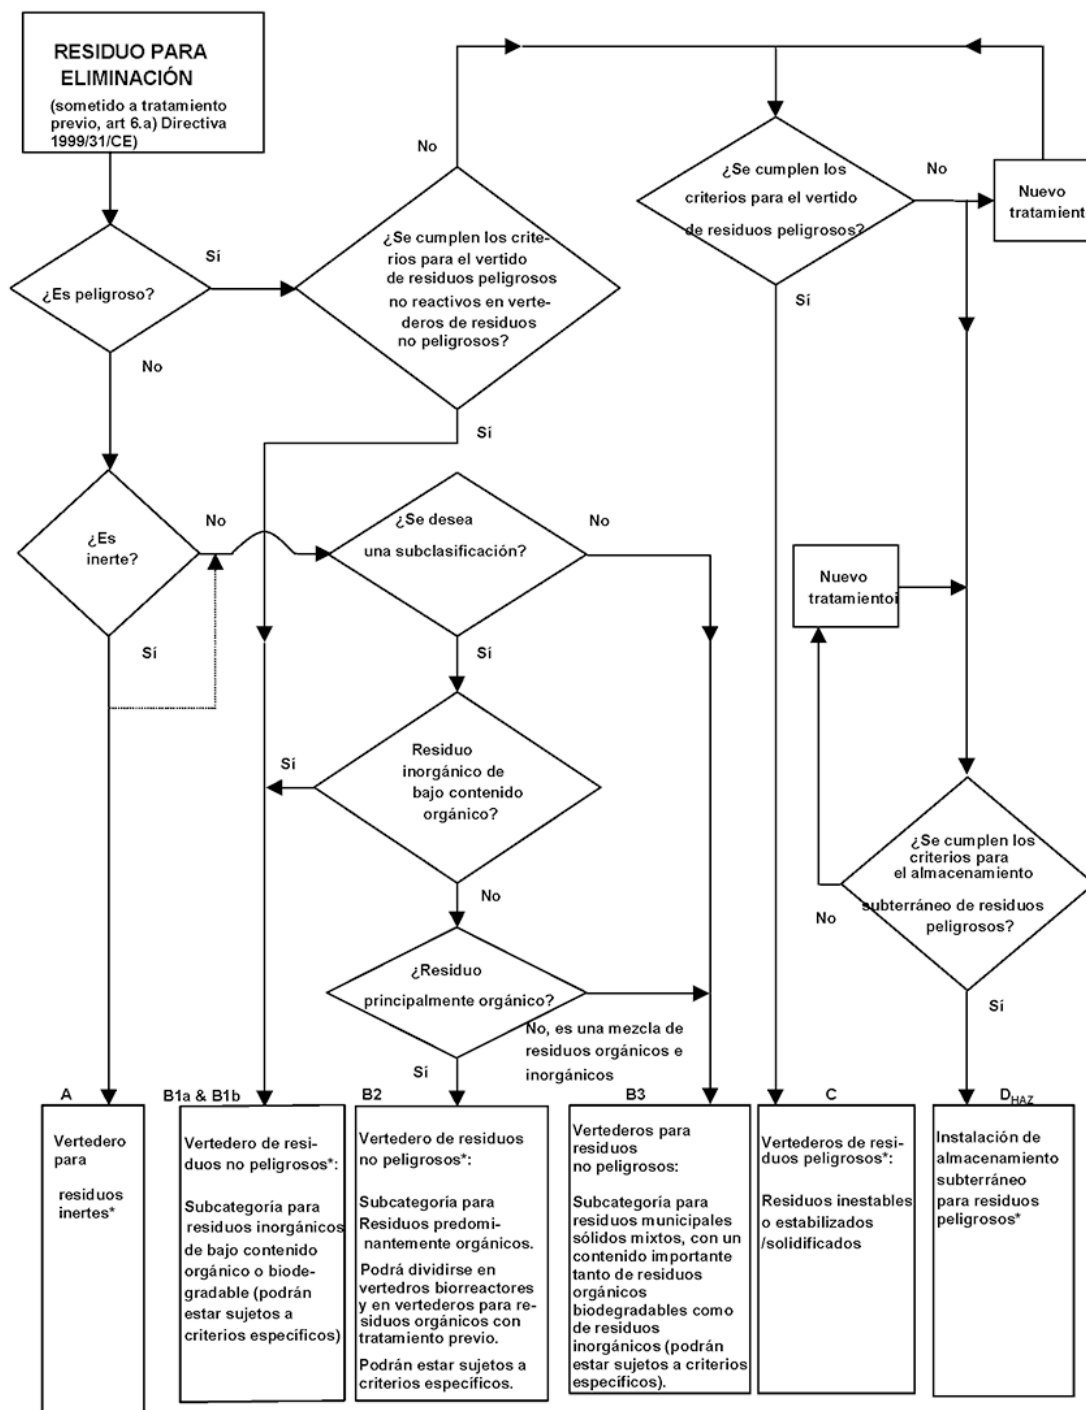 RESIDUO PARA
ELIMINACIÓN
(sometido a tratamiento
previo, art 6.a) Directiva
1999/31/CE)
No
¿Se cumplen los
criterios para el vertido
de residuos peligrosos?
No
Nuevo
tratamient
¿Es peligroso?
Sí
¿Se cumplen los crite-
rios para el vertido
de residuos peligrosos
no reactivos en verte-
deros de residuos
no peligrosos?
Sí
No
Sí
¿Es
inerte?
No
¿Se desea
una subclasificación?
No
Nuevo
tratamientoi
Sí
Sí
Residuo
inorgánico de
bajo contenido
orgánico?
Sí
No
¿Se cumplen los
criterios para
el almacenamiento
subterráneo de residuos
peligrosos?
No
Sí
¿Residuo
principalmente orgánico?
No, es una mezcla de
residuos orgánicos e
inorgánicos
Sí
A
Vertedero
para
residuos
inertes*
B1a & B1b
Vertedero de resi-
duos no peligrosos*:
Subcategoría para
residuos inorgánicos
de bajo contenido
orgánico o biode-
gradable (podrán
estar sujetos a
criterios específicos)
B2
Vertedero de residuos
no peligrosos*:
Subcategoría para
Residuos predomi-
nantemente orgánicos.
Podrá dividirse en
vertedros biorreactores
y en vertederos para re-
siduos orgánicos con
tratamiento previo.
Podrán estar sujetos a
criterios específicos.
B3
Vertederos para
residuos
no peligrosos:
Subcategoría para
residuos municipales
sólidos mixtos, con un
contenido importante
tanto de residuos
orgánicos
biodegradables como
de residuos
inorgánicos (podrán
estar sujetos a criterios
específicos).
C
Vertederos de resi-
duos peligrosos*:
Residuos inestables
o estabilizados
/solidificados
DHAZ
Instalación de
almacenamiento
subterráneo
para residuos
peligrosos*